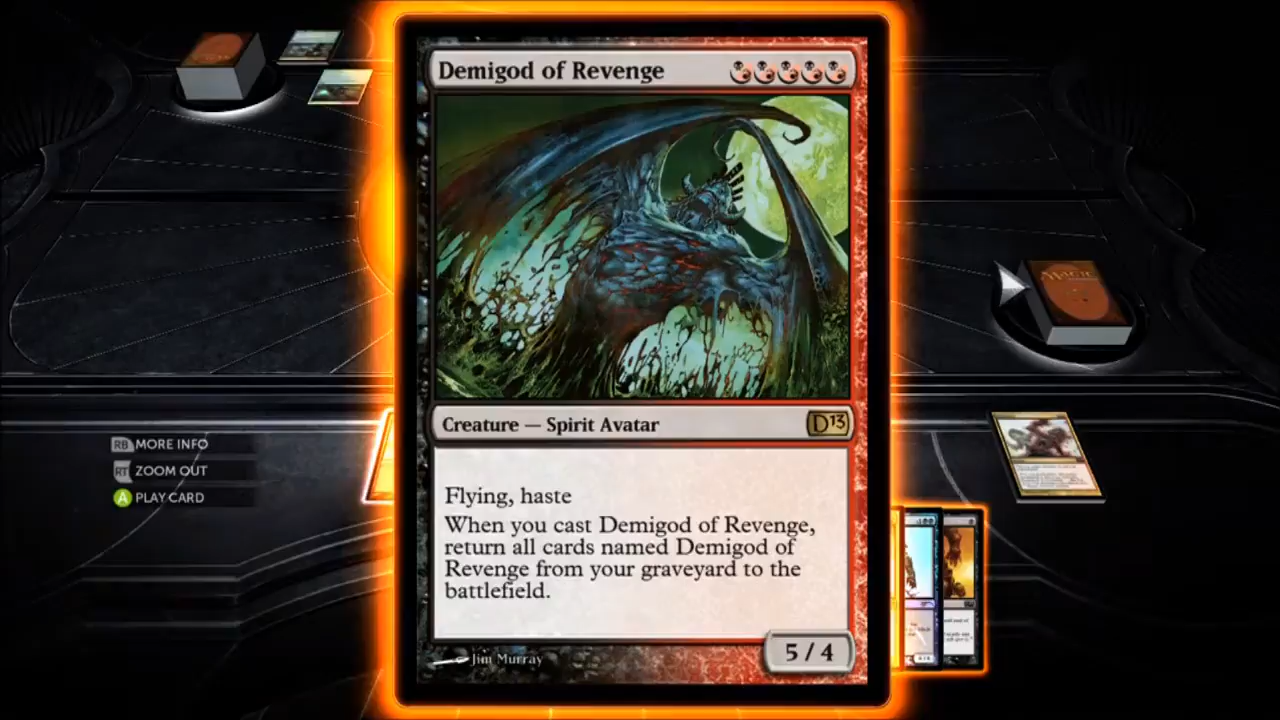 Demigod of Revenge
Creature — Spirit Avatar
D13
Flying, haste
When you cast Demigod of Revenge,
return all cards named Demigod of
Revenge from your graveyard to the
battlefield.
5 / 4
Jim Murray
RB MORE INFO
RT ZOOM OUT
A PLAY CARD
MAGIC